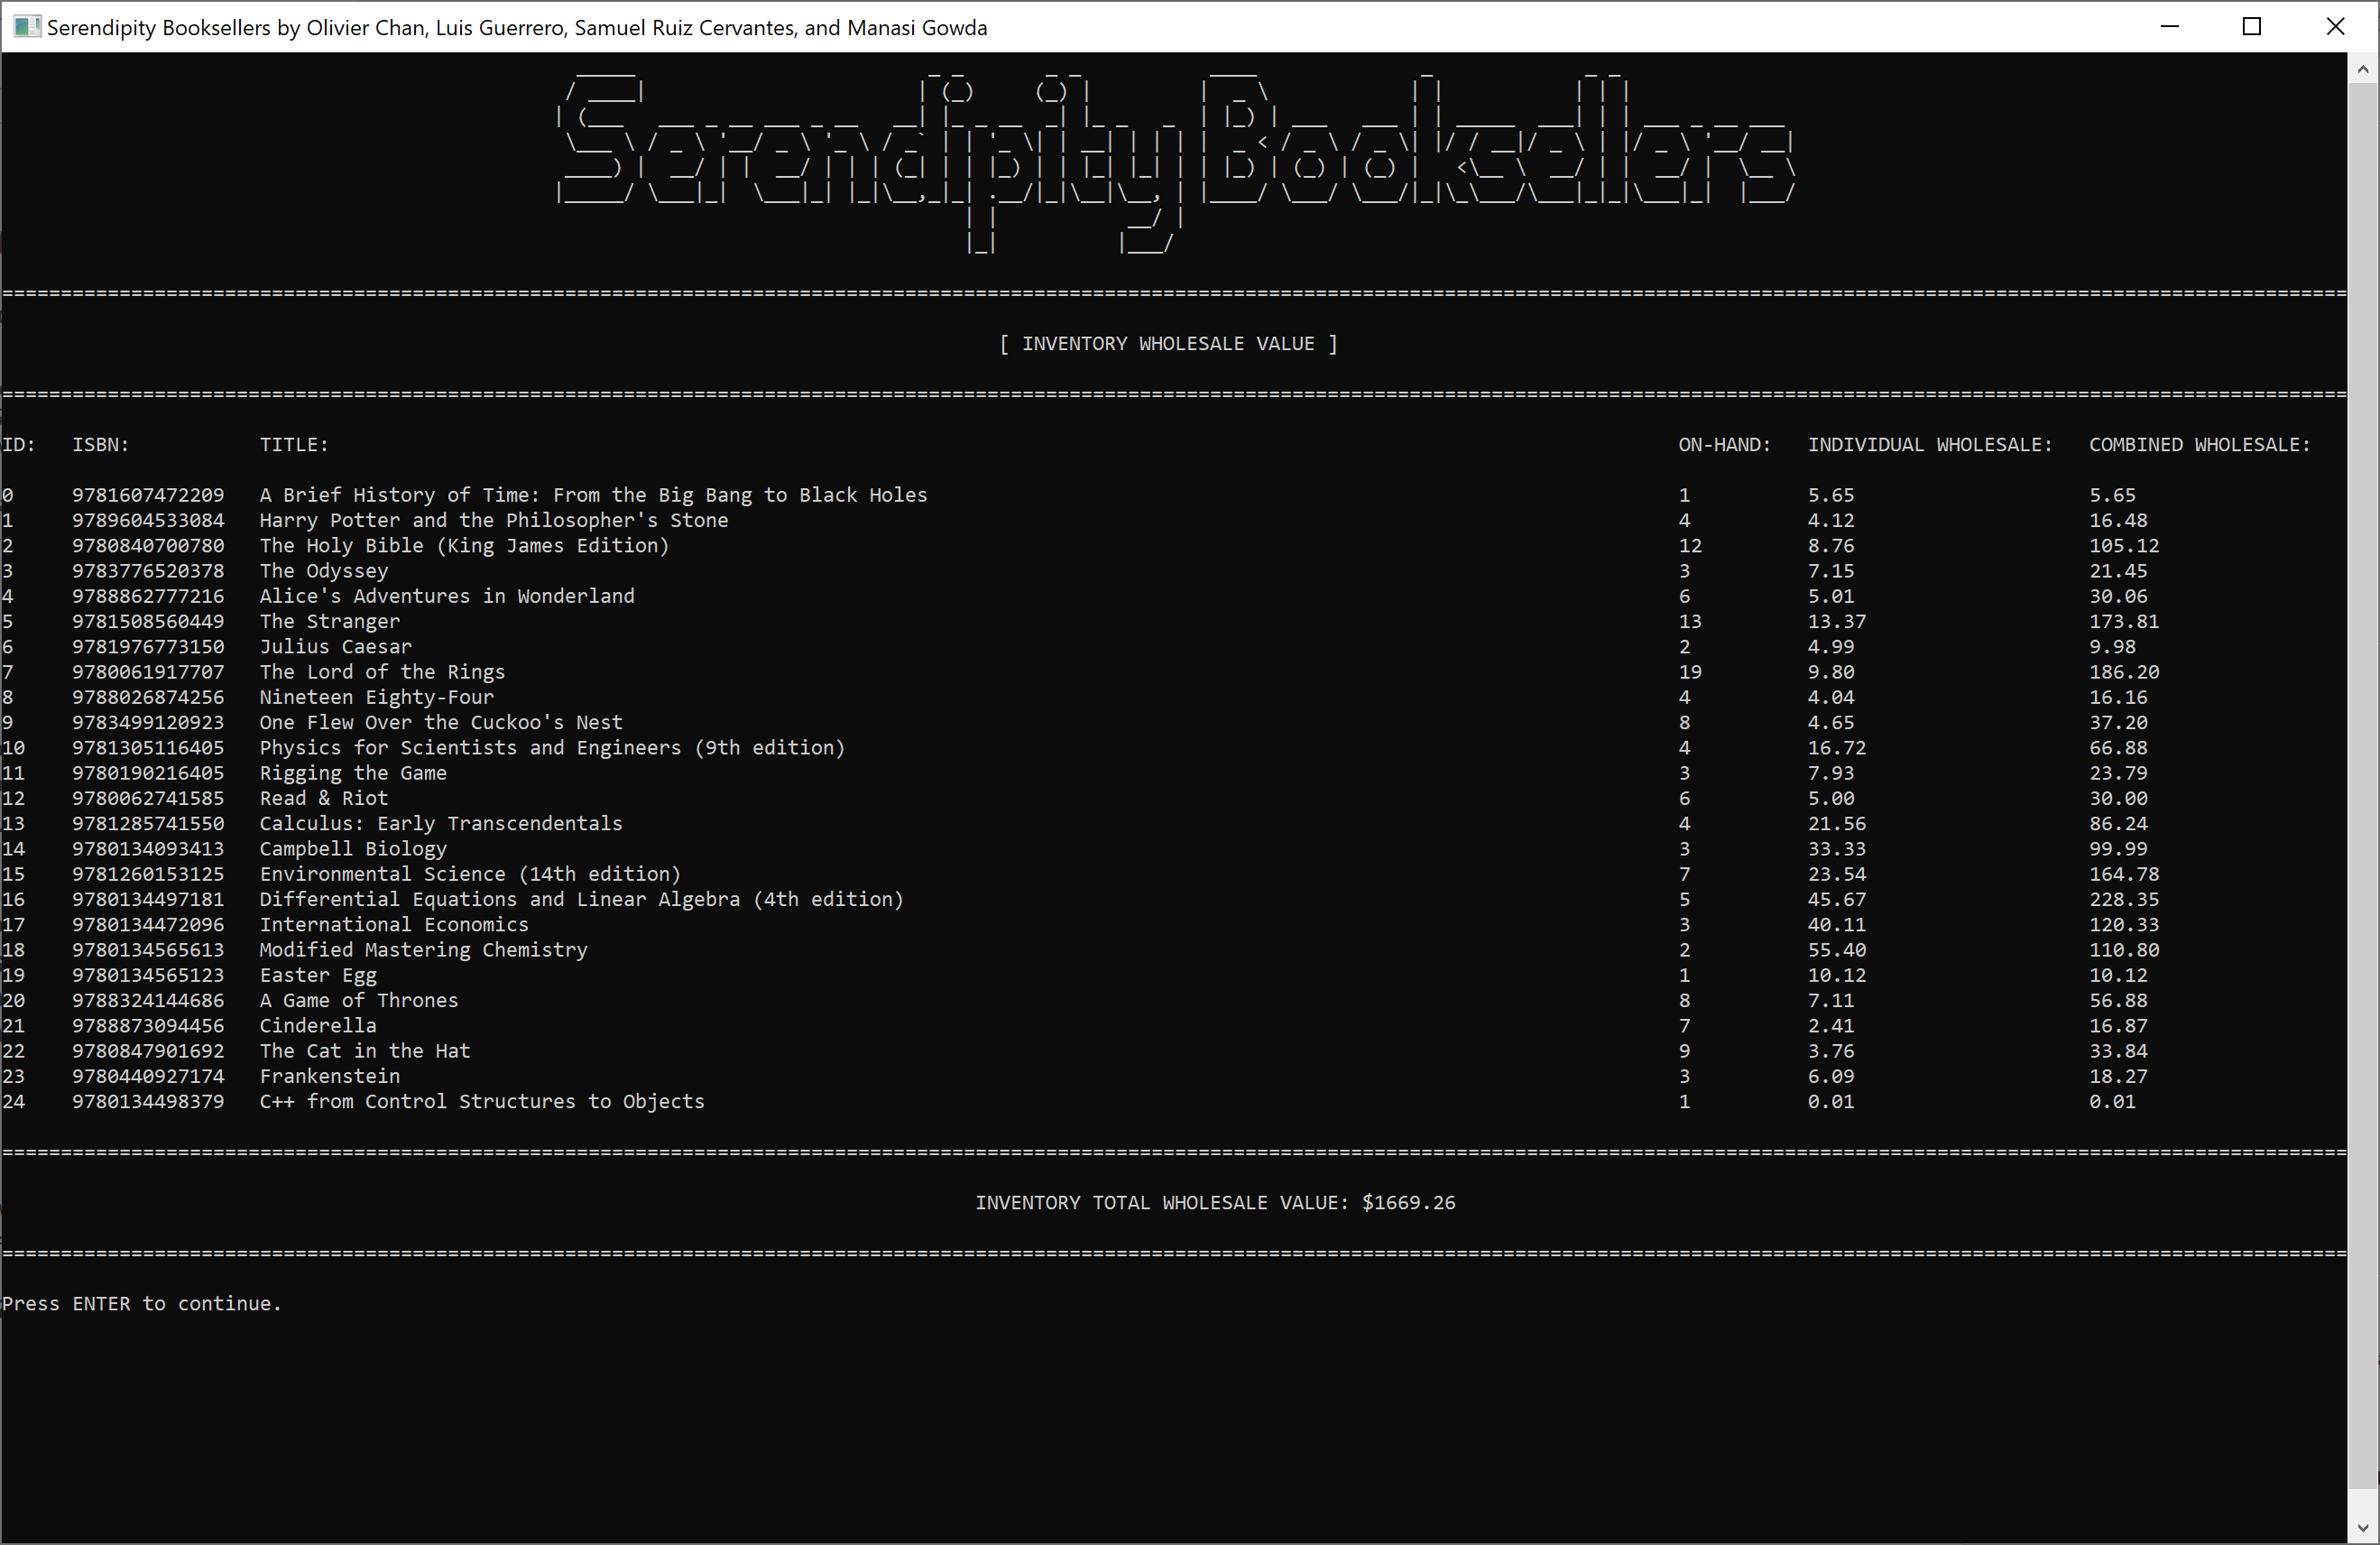 Serendipity Booksellers by Olivier Chan, Luis Guerrero, Samuel Ruiz Cervantes, and Manasi Gowda
Serendipity Booksellers
[ INVENTORY WHOLESALE VALUE ]
ID: ISBN: TITLE: ON-HAND: INDIVIDUAL WHOLESALE: COMBINED WHOLESALE:
0 9781607472209 A Brief History of Time: From the Big Bang to Black Holes 1 5.65 5.65
1 9789604533084 Harry Potter and the Philosopher's Stone 4 4.12 16.48
2 9780840700780 The Holy Bible (King James Edition) 12 8.76 105.12
3 9783776520378 The Odyssey 3 7.15 21.45
4 9788862777216 Alice's Adventures in Wonderland 6 5.01 30.06
5 9781508560449 The Stranger 13 13.37 173.81
6 9781976773150 Julius Caesar 2 4.99 9.98
7 9780061917707 The Lord of the Rings 19 9.80 186.20
8 9788026874256 Nineteen Eighty-Four 4 4.04 16.16
9 9783499120923 One Flew Over the Cuckoo's Nest 8 4.65 37.20
10 9781305116405 Physics for Scientists and Engineers (9th edition) 4 16.72 66.88
11 9780190216405 Rigging the Game 3 7.93 23.79
12 9780062741585 Read & Riot 6 5.00 30.00
13 9781285741550 Calculus: Early Transcendentals 4 21.56 86.24
14 9780134093413 Campbell Biology 3 33.33 99.99
15 9781260153125 Environmental Science (14th edition) 7 23.54 164.78
16 9780134497181 Differential Equations and Linear Algebra (4th edition) 5 45.67 228.35
17 9780134472096 International Economics 3 40.11 120.33
18 9780134565613 Modified Mastering Chemistry 2 55.40 110.80
19 9780134565123 Easter Egg 1 10.12 10.12
20 9788324144686 A Game of Thrones 8 7.11 56.88
21 9788873094456 Cinderella 7 2.41 16.87
22 9780847901692 The Cat in the Hat 9 3.76 33.84
23 9780440927174 Frankenstein 3 6.09 18.27
24 9780134498379 C++ from Control Structures to Objects 1 0.01 0.01
INVENTORY TOTAL WHOLESALE VALUE: $1669.26
Press ENTER to continue.